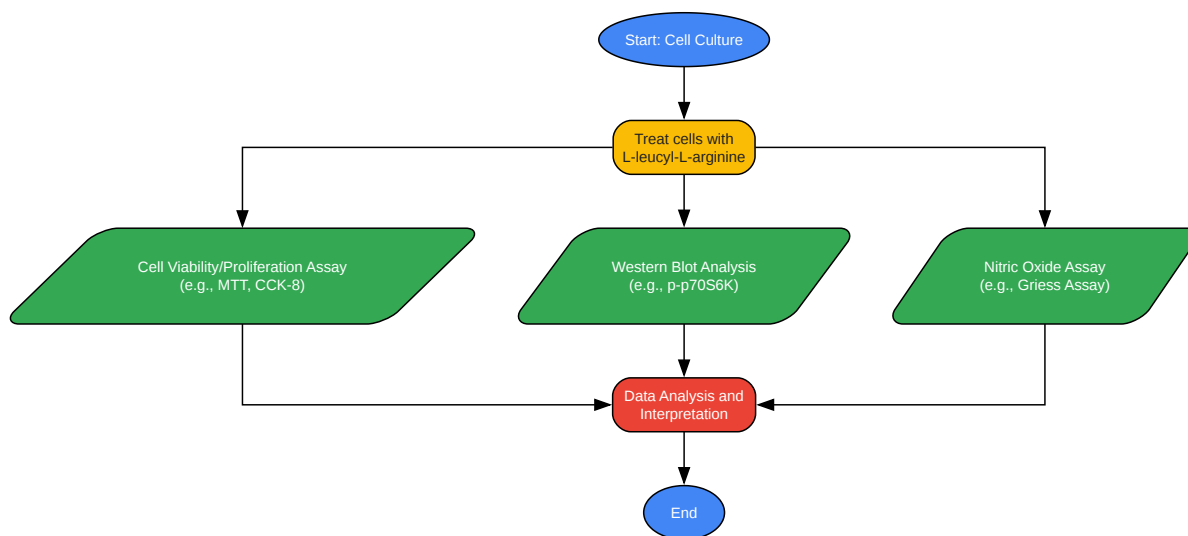 Start: Cell Culture
Treat cells with
L-leucyl-L-arginine
Cell Viability/Proliferation Assay
(e.g., MTT, CCK-8)
Western Blot Analysis
(e.g., p-p70S6K)
Nitric Oxide Assay
(e.g., Griess Assay)
Data Analysis and
Interpretation
End